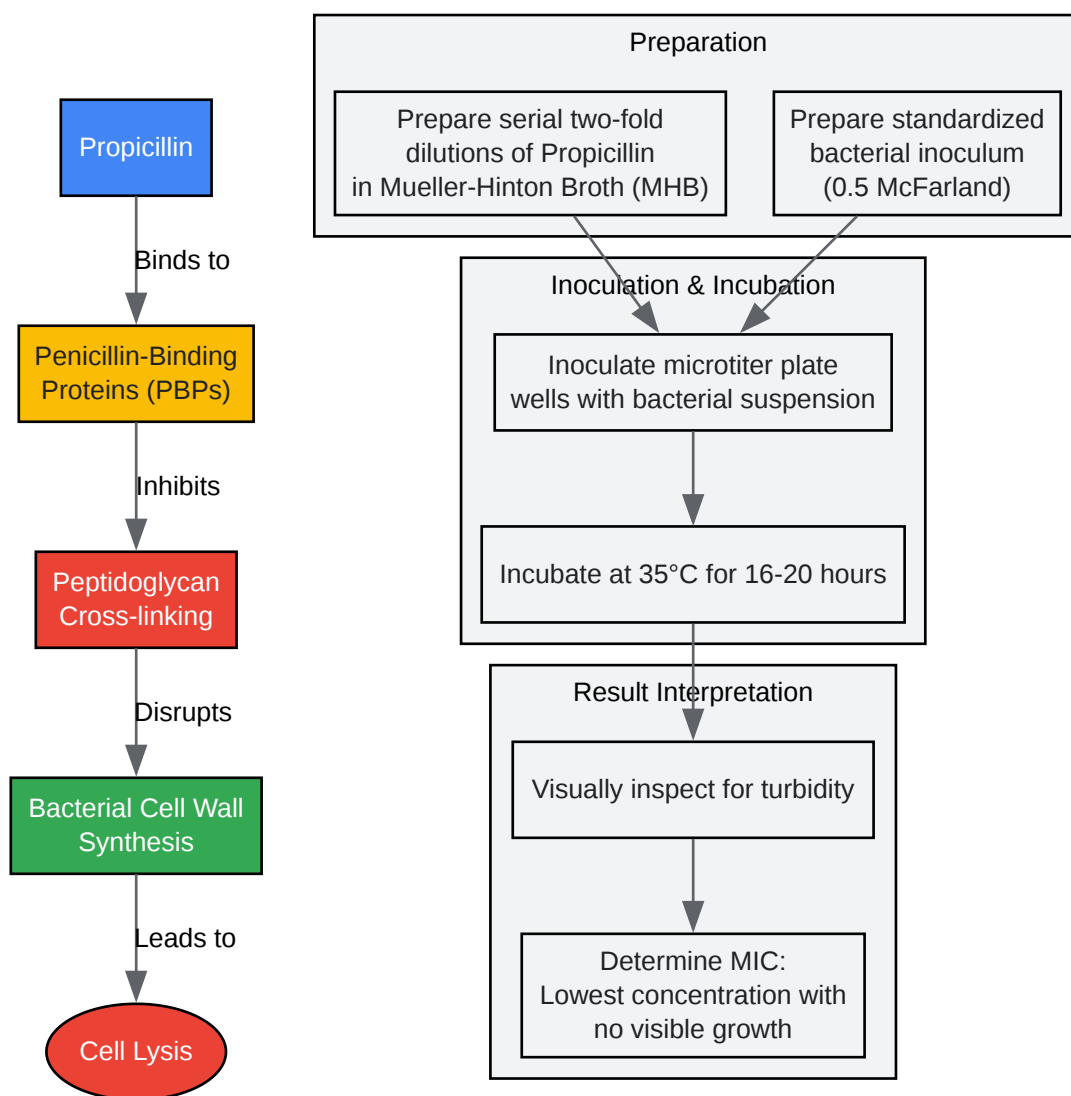 Propicillin
Binds to
Penicillin-Binding
Proteins (PBPs)
Inhibits
Peptidoglycan
Cross-linking
Disrupts
Bacterial Cell Wall
Synthesis
Leads to
Cell Lysis
Preparation
Prepare serial two-fold
dilutions of Propicillin
in Mueller-Hinton Broth (MHB)
Prepare standardized
bacterial inoculum
(0.5 McFarland)
Inoculation & Incubation
Inoculate microtiter plate
wells with bacterial suspension
Incubate at 35°C for 16-20 hours
Result Interpretation
Visually inspect for turbidity
Determine MIC:
Lowest concentration with
no visible growth